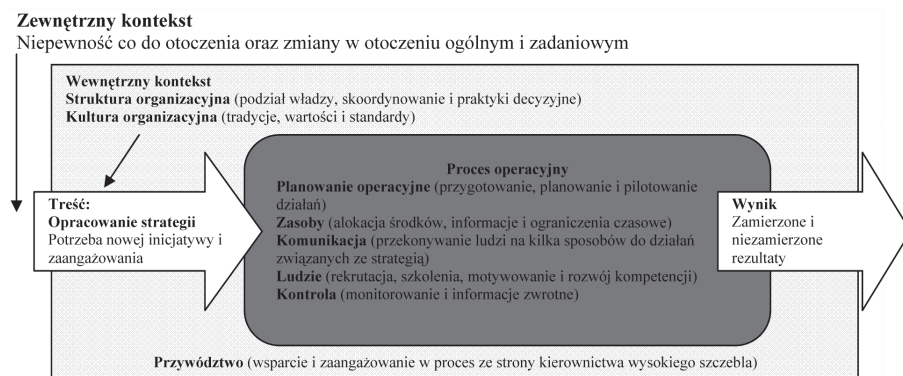 Zewnętrzny kontekst
Niepewność co do otoczenia oraz zmiany w otoczeniu ogólnym i zadaniowym
Wewnętrzny kontekst
Struktura organizacyjna (podział władzy, skoordynowanie i praktyki decyzyjne)
Kultura organizacyjna (tradycje, wartości i standardy)
Treść:
Opracowanie strategii
Potrzeba nowej inicjatywy i
zaangażowania
Proces operacyjny
Planowanie operacyjne (przygotowanie, planowanie i pilotowanie
działań)
Zasoby (alokacja środków, informacje i ograniczenia czasowe)
Komunikacja (przekonywanie ludzi na kilka sposobów do działań
związanych ze strategią)
Ludzie (rekrutacja, szkolenia, motywowanie i rozwój kompetencji)
Kontrola (monitorowanie i informacje zwrotne)
Wynik
Zamierzone i
niezamierzone
rezultaty
Przywództwo (wsparcie i zaangażowanie w proces ze strony kierownictwa wysokiego szczebla)